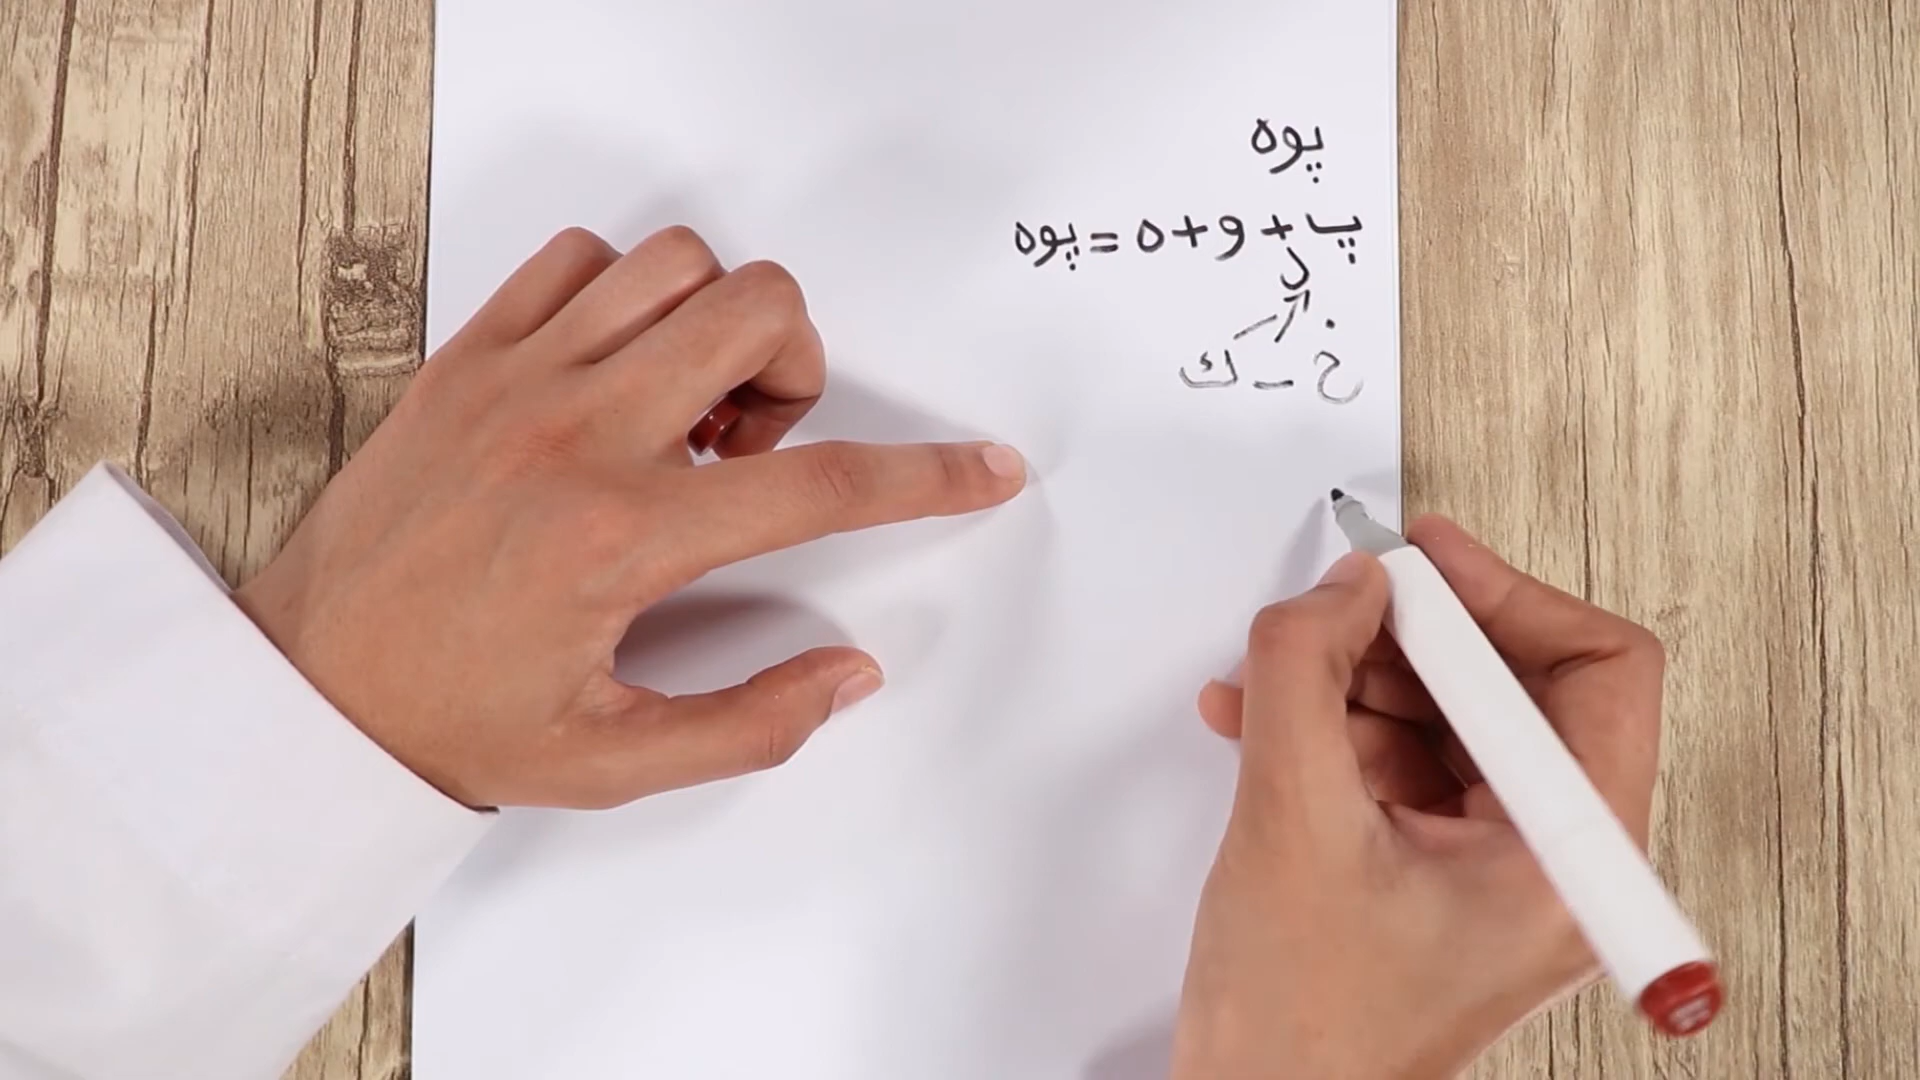 پوه
پ + و + ه = پوه
د
خ – ك